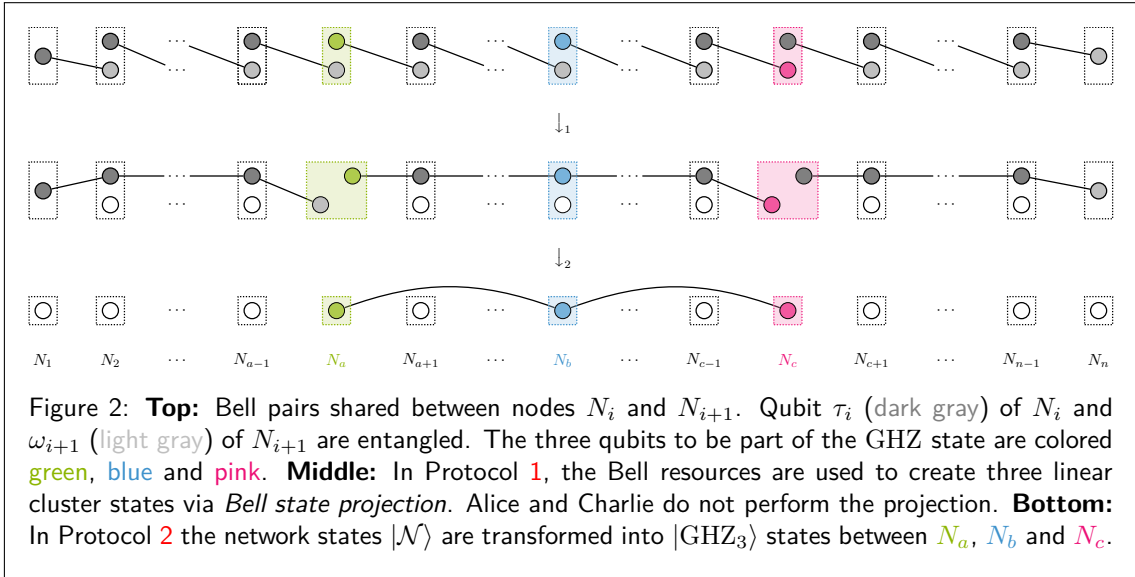 ··· ··· ··· ···
··· ··· ··· ···
↓1
··· ··· ··· ···
··· ··· ··· ···
↓2
··· ··· ··· ···
N1 N2 ··· Na−1 Na Na+1 ··· Nb ··· Nc−1 Nc Nc+1 ··· Nn−1 Nn
Figure 2: Top: Bell pairs shared between nodes Ni and Ni+1. Qubit τi (dark gray) of Ni and
ωi+1 (light gray) of Ni+1 are entangled. The three qubits to be part of the GHZ state are colored
green, blue and pink. Middle: In Protocol 1, the Bell resources are used to create three linear
cluster states via Bell state projection. Alice and Charlie do not perform the projection. Bottom:
In Protocol 2 the network states |𝒩⟩ are transformed into |GHZ3⟩ states between Na, Nb and Nc.